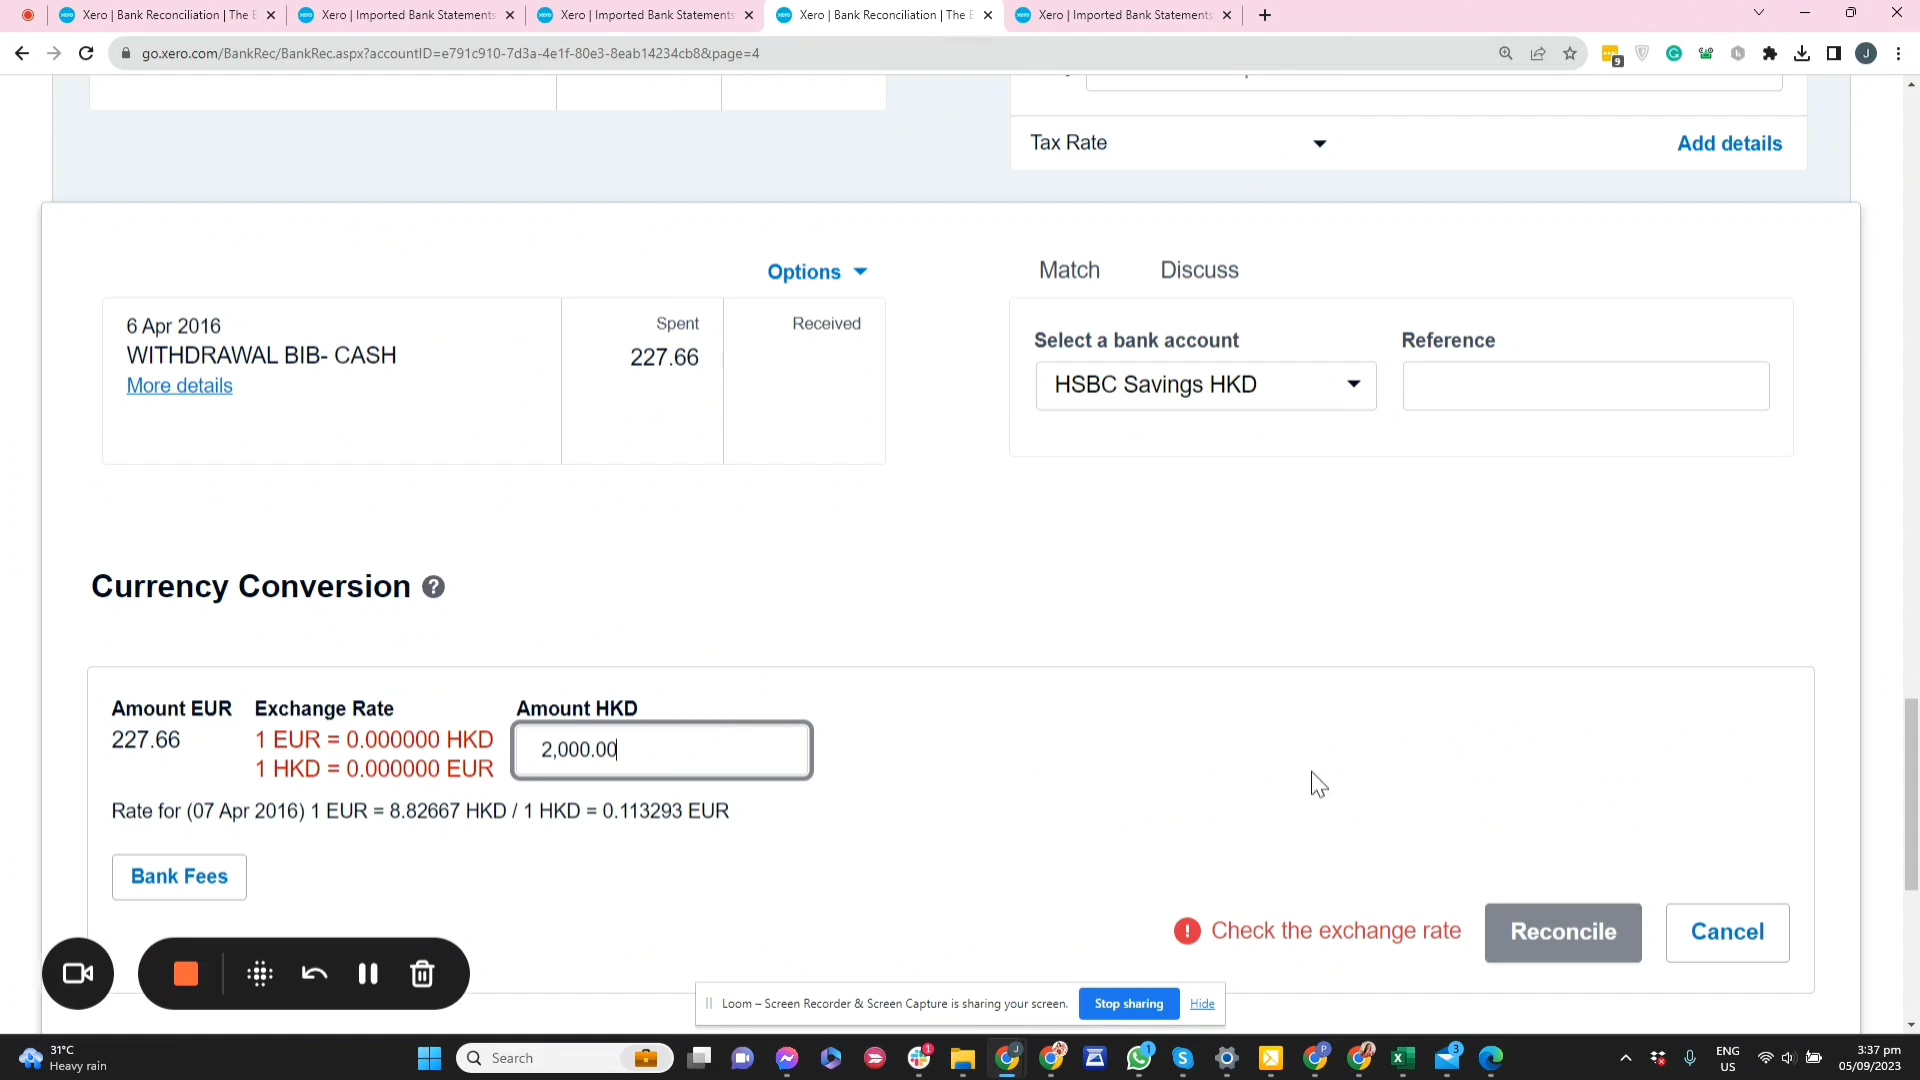 Xero | Bank Reconciliation | The E
Xero | Imported Bank Statements
Xero | Imported Bank Statements
Xero | Bank Reconciliation | The E
Xero | Imported Bank Statements
go.xero.com/BankRec/BankRec.aspx?accountID=e791c910-7d3a-4e1f-80e3-8eab14234cb8&page=4
9
J
Tax Rate
Add details
Options
Match
Discuss
6 Apr 2016
WITHDRAWAL BIB- CASH
More details
Spent
227.66
Received
Select a bank account
HSBC Savings HKD
Reference
Currency Conversion ?
Amount EUR
227.66
Exchange Rate
1 EUR = 0.000000 HKD
1 HKD = 0.000000 EUR
Amount HKD
2,000.00
Rate for (07 Apr 2016) 1 EUR = 8.82667 HKD / 1 HKD = 0.113293 EUR
Bank Fees
Check the exchange rate
Reconcile
Cancel
Loom – Screen Recorder & Screen Capture is sharing your screen.
Stop sharing
Hide
31°C
Heavy rain
Search
ENG
US
3:37 pm
05/09/2023